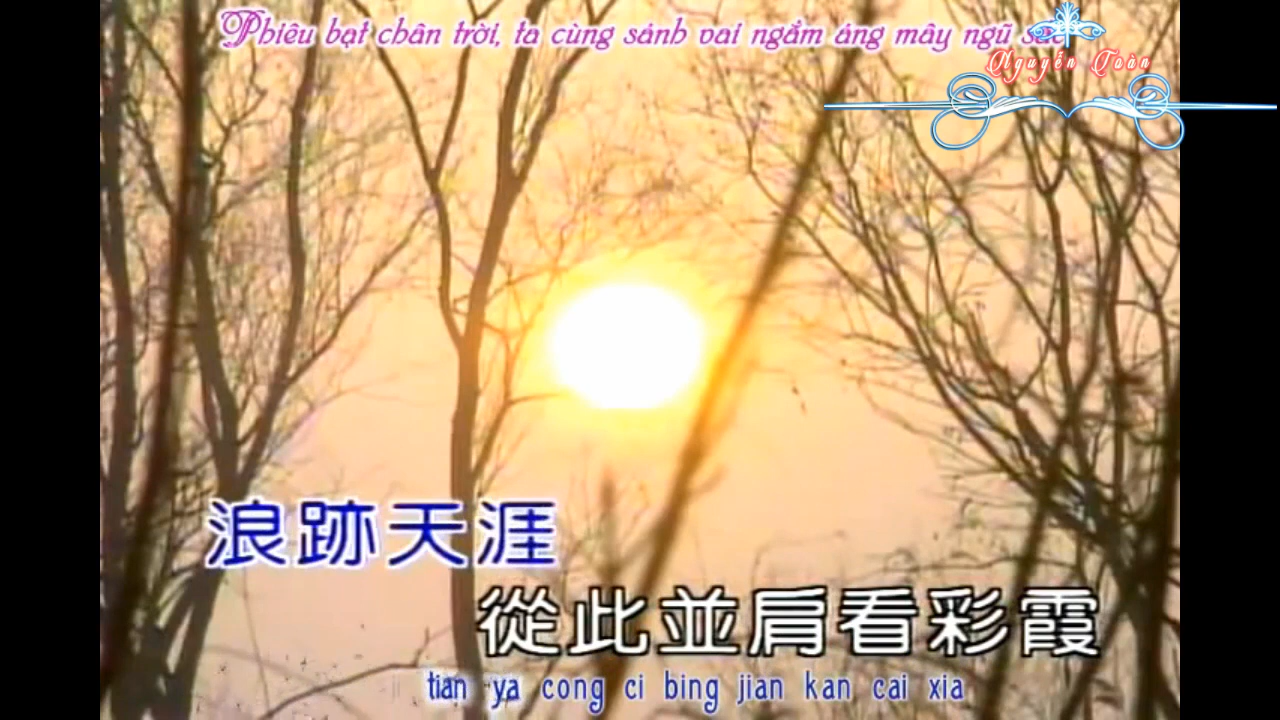 Phiêu bạt chân trời, ta cùng sánh vai ngắm áng mây ngũ
Nguyễn Toàn
浪跡天涯
從此並肩看彩霞
tian ya cong ci bing jian kan cai xia